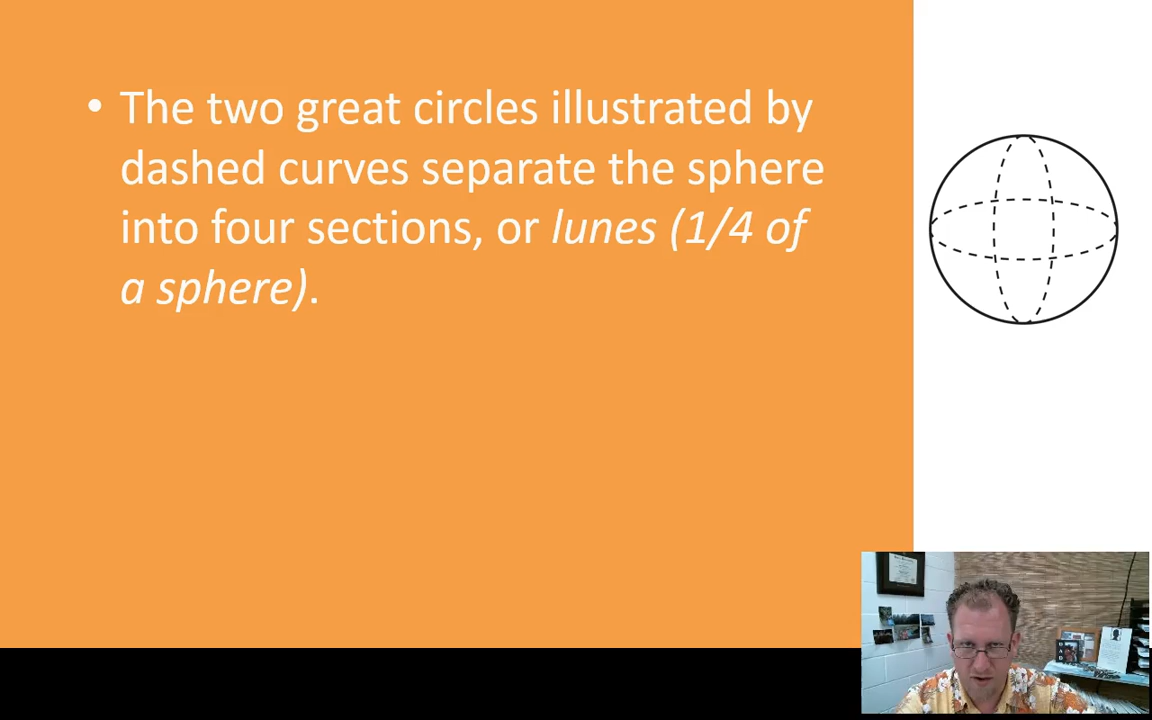 • The two great circles illustrated by
dashed curves separate the sphere
into four sections, or lunes (1/4 of
a sphere).